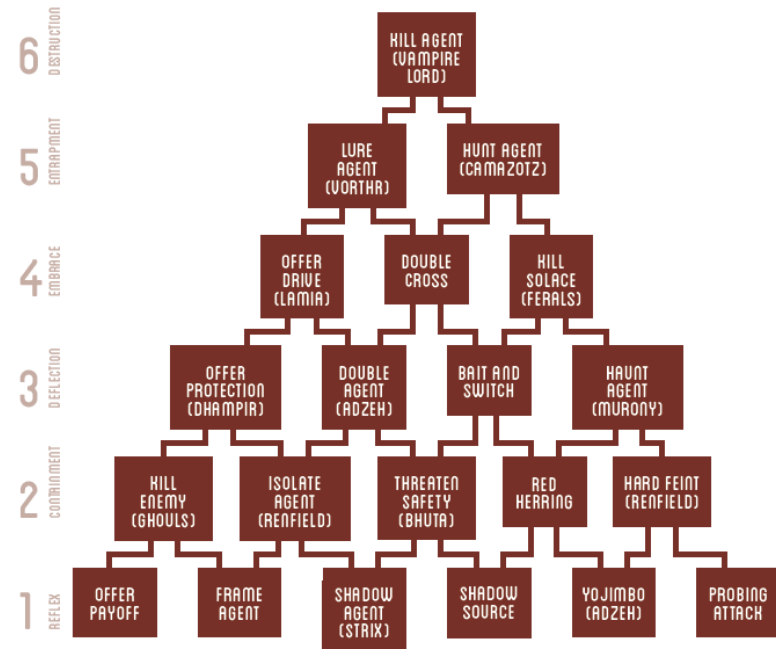 6 DESTRUCTION
KILL AGENT
(VAMPIRE
LORD)
5 ENTRAPMENT
LURE
AGENT
(VORTHR)
HUNT AGENT
(CAMAZOTZ)
4 EMBRACE
OFFER
DRIVE
(LAMIA)
DOUBLE
CROSS
KILL
SOLACE
(FERALS)
3 DEFLECTION
OFFER
PROTECTION
(DHAMPIR)
DOUBLE
AGENT
(ADZEH)
BAIT AND
SWITCH
HAUNT
AGENT
(MURONY)
2 CONTAINMENT
KILL
ENEMY
(GHOULS)
ISOLATE
AGENT
(RENFIELD)
THREATEN
SAFETY
(BHUTA)
RED
HERRING
HARD FEINT
(RENFIELD)
1 REFLEX
OFFER
PAYOFF
FRAME
AGENT
SHADOW
AGENT
(STRIX)
SHADOW
SOURCE
YOJIMBO
(ADZEH)
PROBING
ATTACK